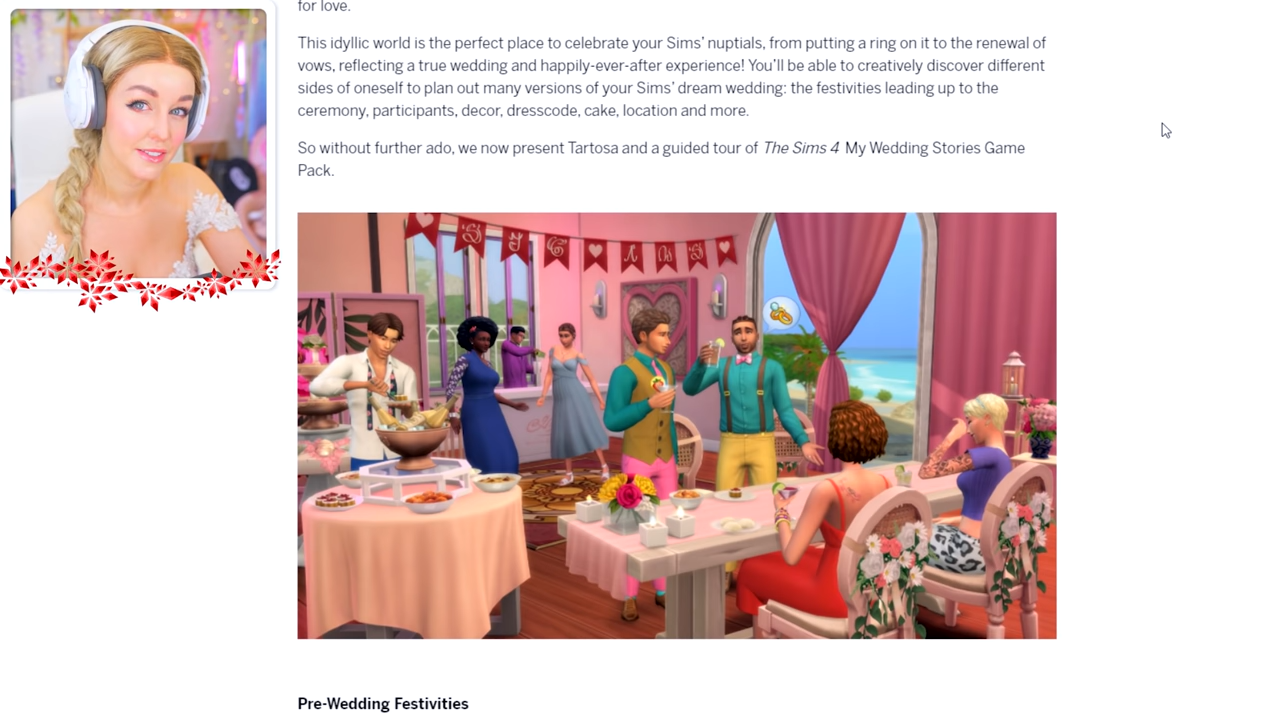 for love.
This idyllic world is the perfect place to celebrate your Sims’ nuptials, from putting a ring on it to the renewal of
vows, reflecting a true wedding and happily-ever-after experience! You’ll be able to creatively discover different
sides of oneself to plan out many versions of your Sims’ dream wedding: the festivities leading up to the
ceremony, participants, decor, dresscode, cake, location and more.
So without further ado, we now present Tartosa and a guided tour of The Sims 4 My Wedding Stories Game
Pack.
Pre-Wedding Festivities